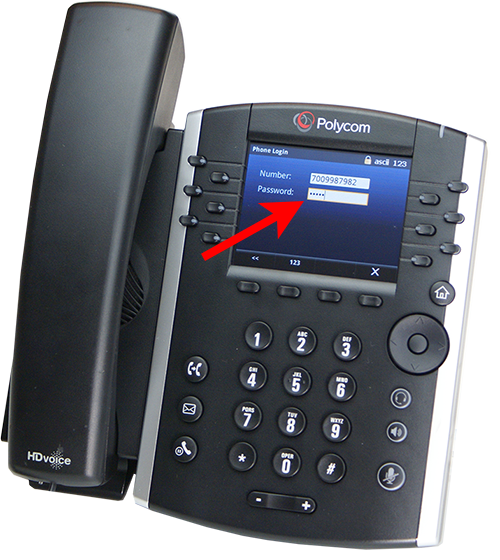 Polycom
Phone Login
ascii 123
Number: 7009987982
Password: •••••
<< 123 X
1
ABC 2
DEF 3
GHI 4
JKL 5
MNO 6
PQR 7
TUV 8
WXYZ 9
*
OPER 0
#
- +
HDvoice